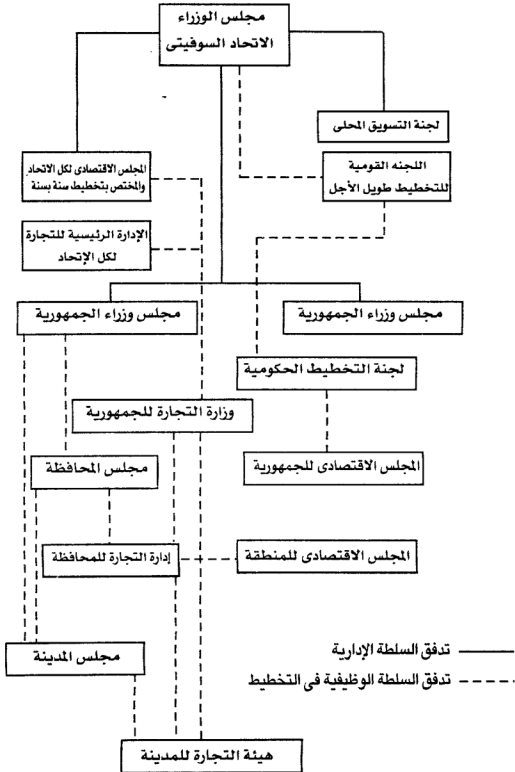 مجلس الوزراء
الاتحاد السوفيتى
لجنة التسويق المحلى
المجلس الاقتصادى لكل الاتحاد
والمختص بتخطيط سنة بسنة
اللجنه القومية
للتخطيط طويل الأجل
الإدارة الرئيسية للتجارة
لكل الإتحاد
مجلس وزراء الجمهورية
مجلس وزراء الجمهورية
لجنة التخطيط الحكومية
وزارة التجارة للجمهورية
المجلس الاقتصادى للجمهورية
مجلس المحافظة
المجلس الاقتصادى للمنطقة
إدارة التجارة للمحافظة
تدفق السلطة الإدارية
مجلس المدينة
تدفق السلطة الوظيفية فى التخطيط
هيئة التجارة للمدينة